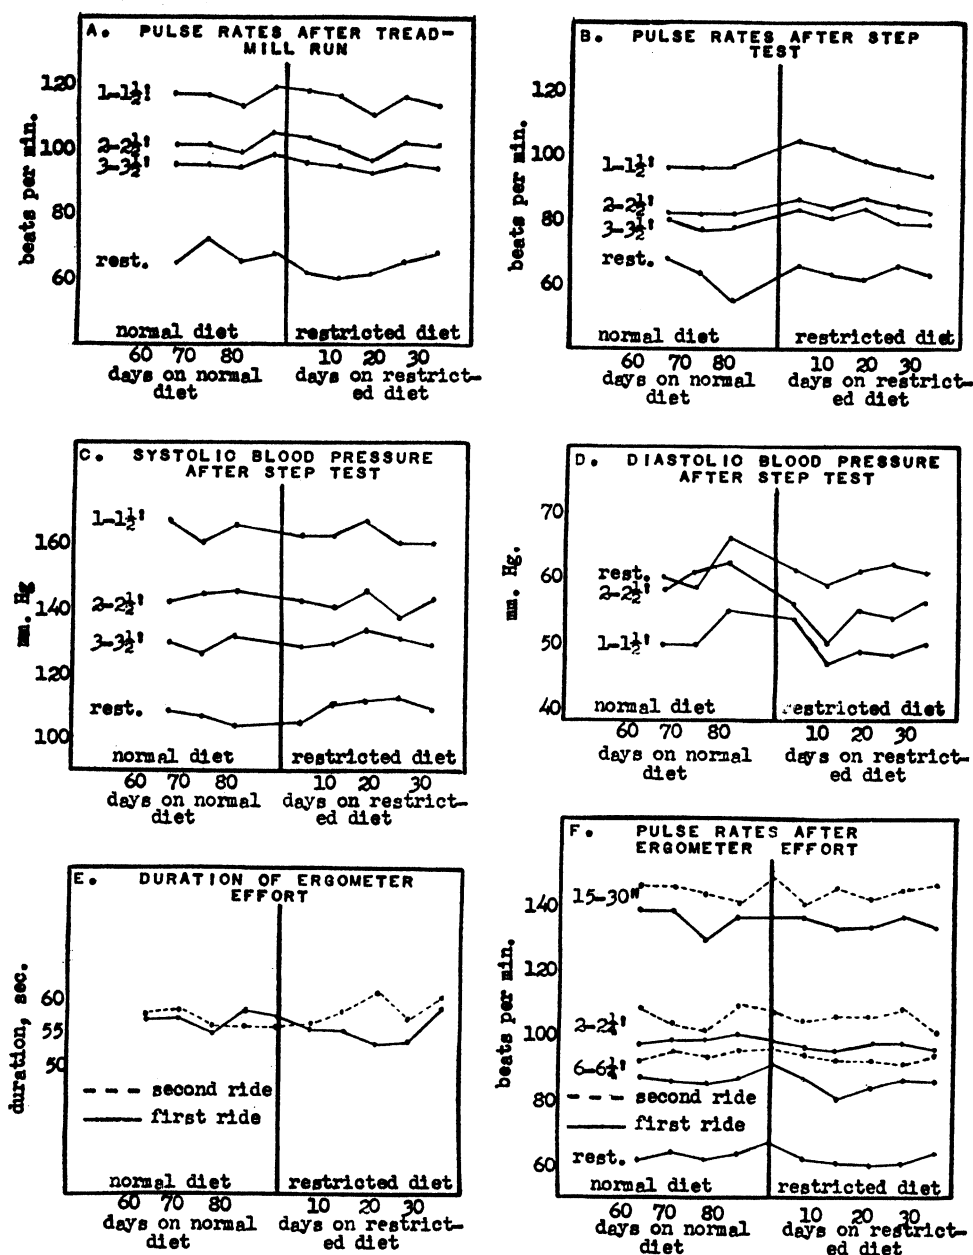 A. PULSE RATES AFTER TREAD-
MILL RUN
beats per min.
120
100
80
60
1-1½'
2-2½'
3-3½'
rest.
normal diet
restricted diet
60 70 80
10 20 30
days on normal
diet
days on restrict-
ed diet
B. PULSE RATES AFTER STEP
TEST
beats per min.
120
100
80
60
1-1½'
2-2½'
3-3½'
rest.
normal diet
restricted diet
60 70 80
10 20 30
days on normal
diet
days on restrict-
ed diet
C. SYSTOLIC BLOOD PRESSURE
AFTER STEP TEST
mm. Hg
160
140
120
100
1-1½'
2-2½'
3-3½'
rest.
normal diet
restricted diet
60 70 80
10 20 30
days on normal
diet
days on restrict-
ed diet
D. DIASTOLIC BLOOD PRESSURE
AFTER STEP TEST
mm. Hg.
70
60
50
40
rest.
2-2½'
1-1½'
normal diet
restricted diet
60 70 80
10 20 30
days on normal
diet
days on restrict-
ed diet
E. DURATION OF ERGOMETER
EFFORT
duration, sec.
60
55
50
second ride
first ride
normal diet
restricted diet
60 70 80
10 20 30
days on normal
diet
days on restrict-
ed diet
F. PULSE RATES AFTER
ERGOMETER EFFORT
beats per min.
140
120
100
80
60
15-30"
2-2¼'
6-6¼'
second ride
first ride
rest.
normal diet
restricted diet
60 70 80
10 20 30
days on normal
diet
days on restrict-
ed diet